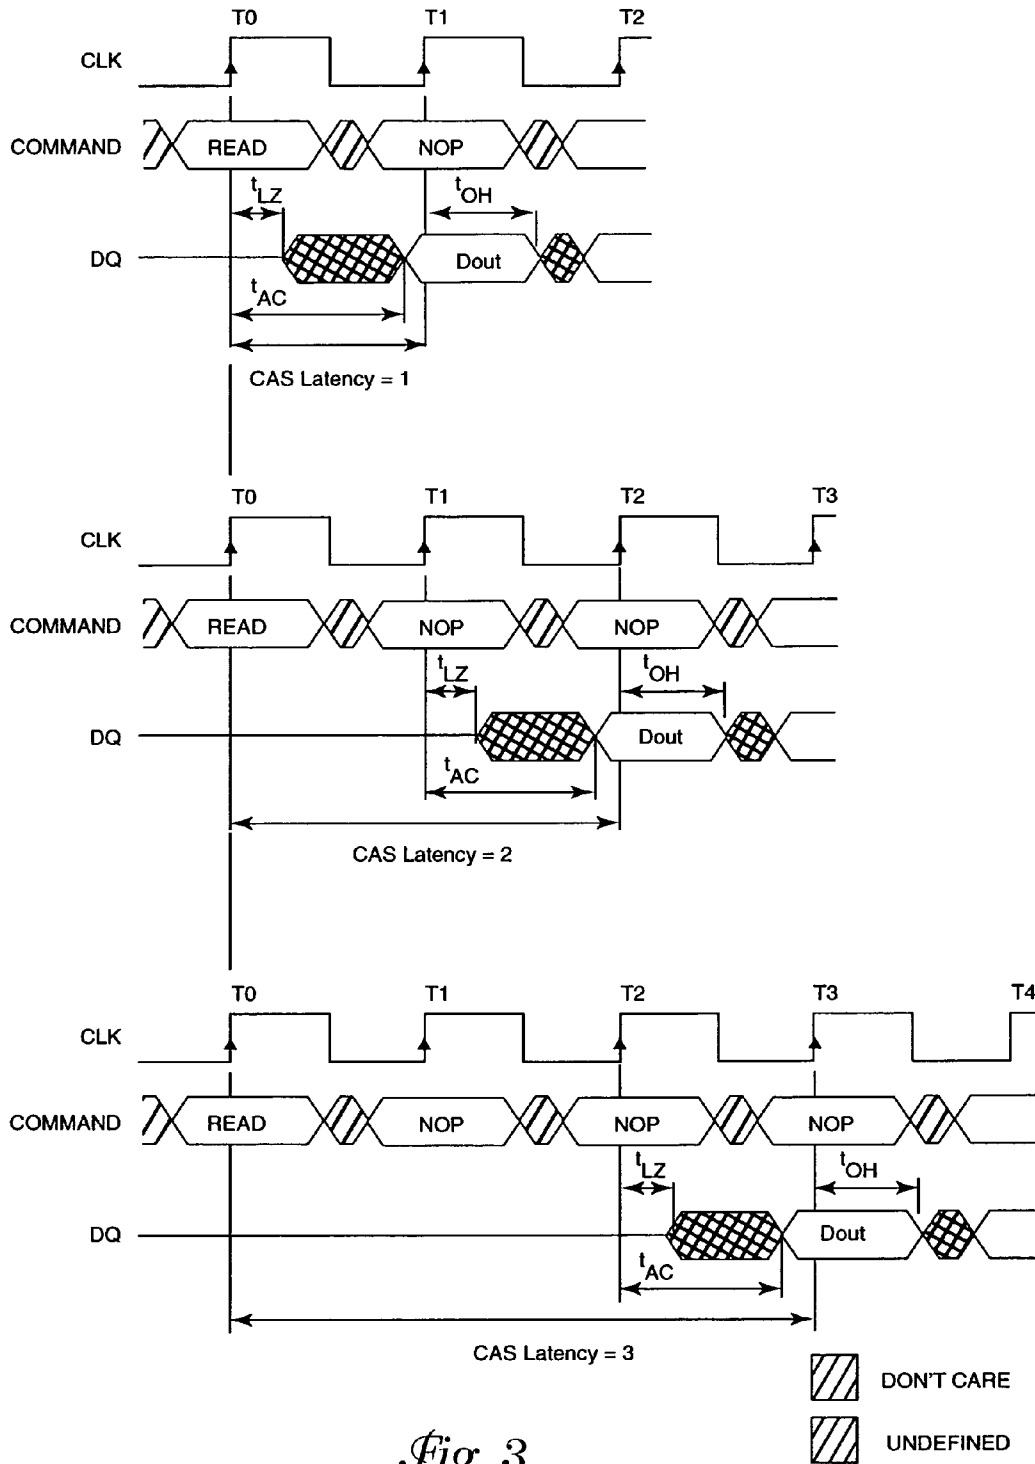 T0 T1 T2
CLK
COMMAND READ NOP
tLZ tOH
DQ Dout
tAC
CAS Latency = 1
T0 T1 T2 T3
CLK
COMMAND READ NOP NOP
tLZ tOH
DQ Dout
tAC
CAS Latency = 2
T0 T1 T2 T3 T4
CLK
COMMAND READ NOP NOP NOP
tLZ tOH
DQ Dout
tAC
CAS Latency = 3
DON'T CARE
UNDEFINED
Fig. 3